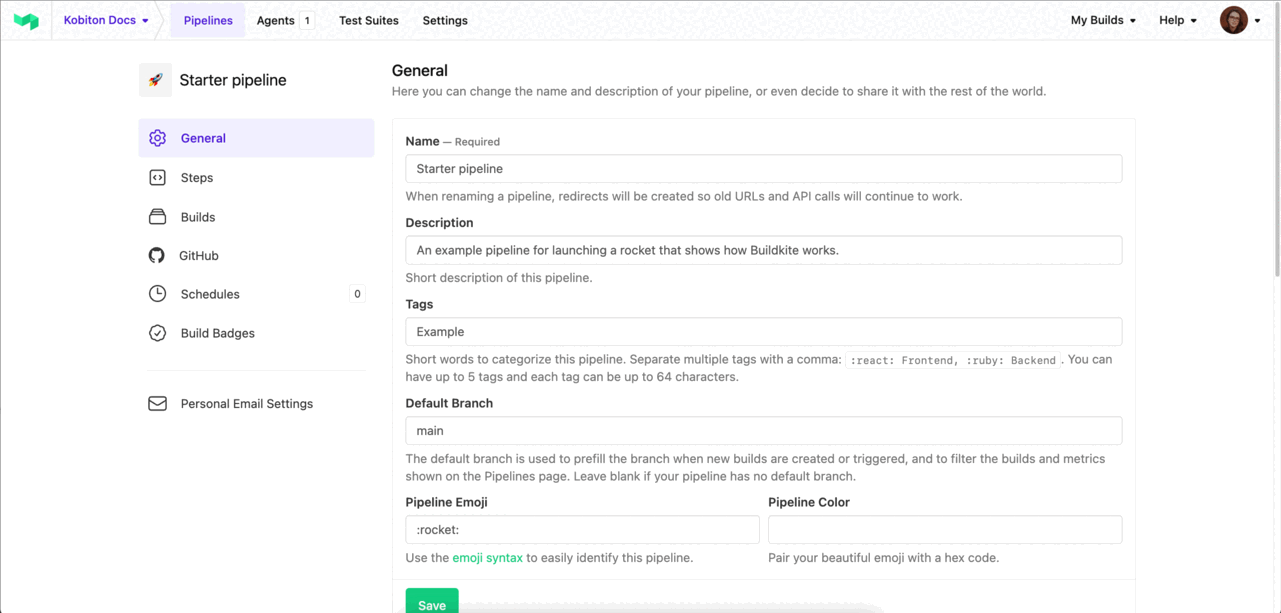 Kobiton Docs
Pipelines
Agents 1
Test Suites
Settings
My Builds
Help
Starter pipeline
General
Steps
Builds
GitHub
Schedules 0
Build Badges
Personal Email Settings
General
Here you can change the name and description of your pipeline, or even decide to share it with the rest of the world.
Name — Required
Starter pipeline
When renaming a pipeline, redirects will be created so old URLs and API calls will continue to work.
Description
An example pipeline for launching a rocket that shows how Buildkite works.
Short description of this pipeline.
Tags
Example
Short words to categorize this pipeline. Separate multiple tags with a comma: :react: Frontend, :ruby: Backend. You can
have up to 5 tags and each tag can be up to 64 characters.
Default Branch
main
The default branch is used to prefill the branch when new builds are created or triggered, and to filter the builds and metrics
shown on the Pipelines page. Leave blank if your pipeline has no default branch.
Pipeline Emoji
:rocket:
Use the emoji syntax to easily identify this pipeline.
Pipeline Color
Pair your beautiful emoji with a hex code.
Save